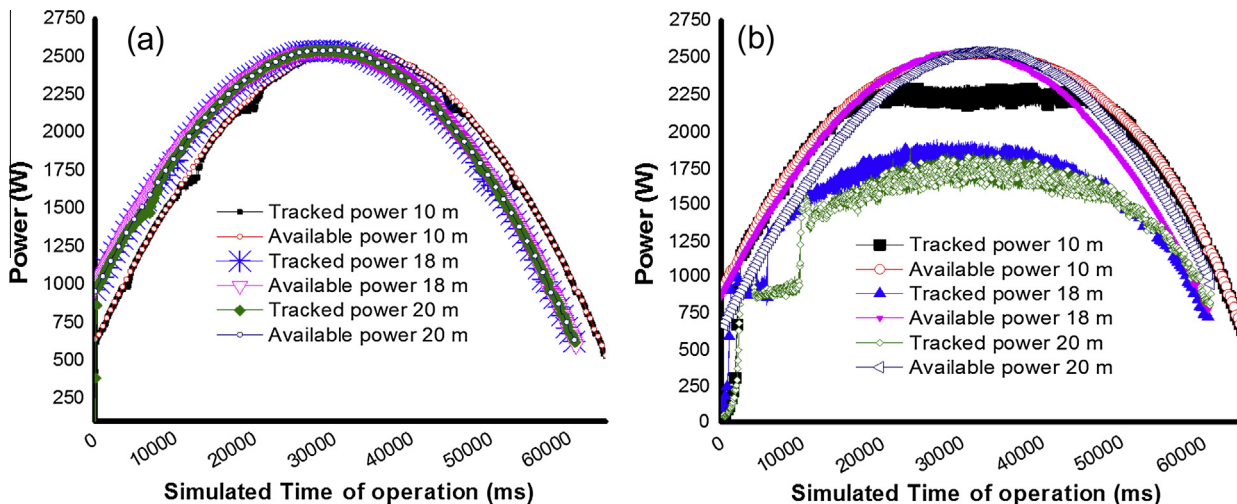 (a)
2750
2500
2250
2000
1750
1500
1250
1000
750
500
250
Power (W)
Tracked power 10 m
Available power 10 m
Tracked power 18 m
Available power 18 m
Tracked power 20 m
Available power 20 m
0
10000
20000
30000
40000
50000
60000
Simulated Time of operation (ms)
(b)
2750
2500
2250
2000
1750
1500
1250
1000
750
500
250
0
Power (W)
Tracked power 10 m
Available power 10 m
Tracked power 18 m
Available power 18 m
Tracked power 20 m
Available power 20 m
0
10000
20000
30000
40000
50000
60000
Simulated Time of operation (ms)